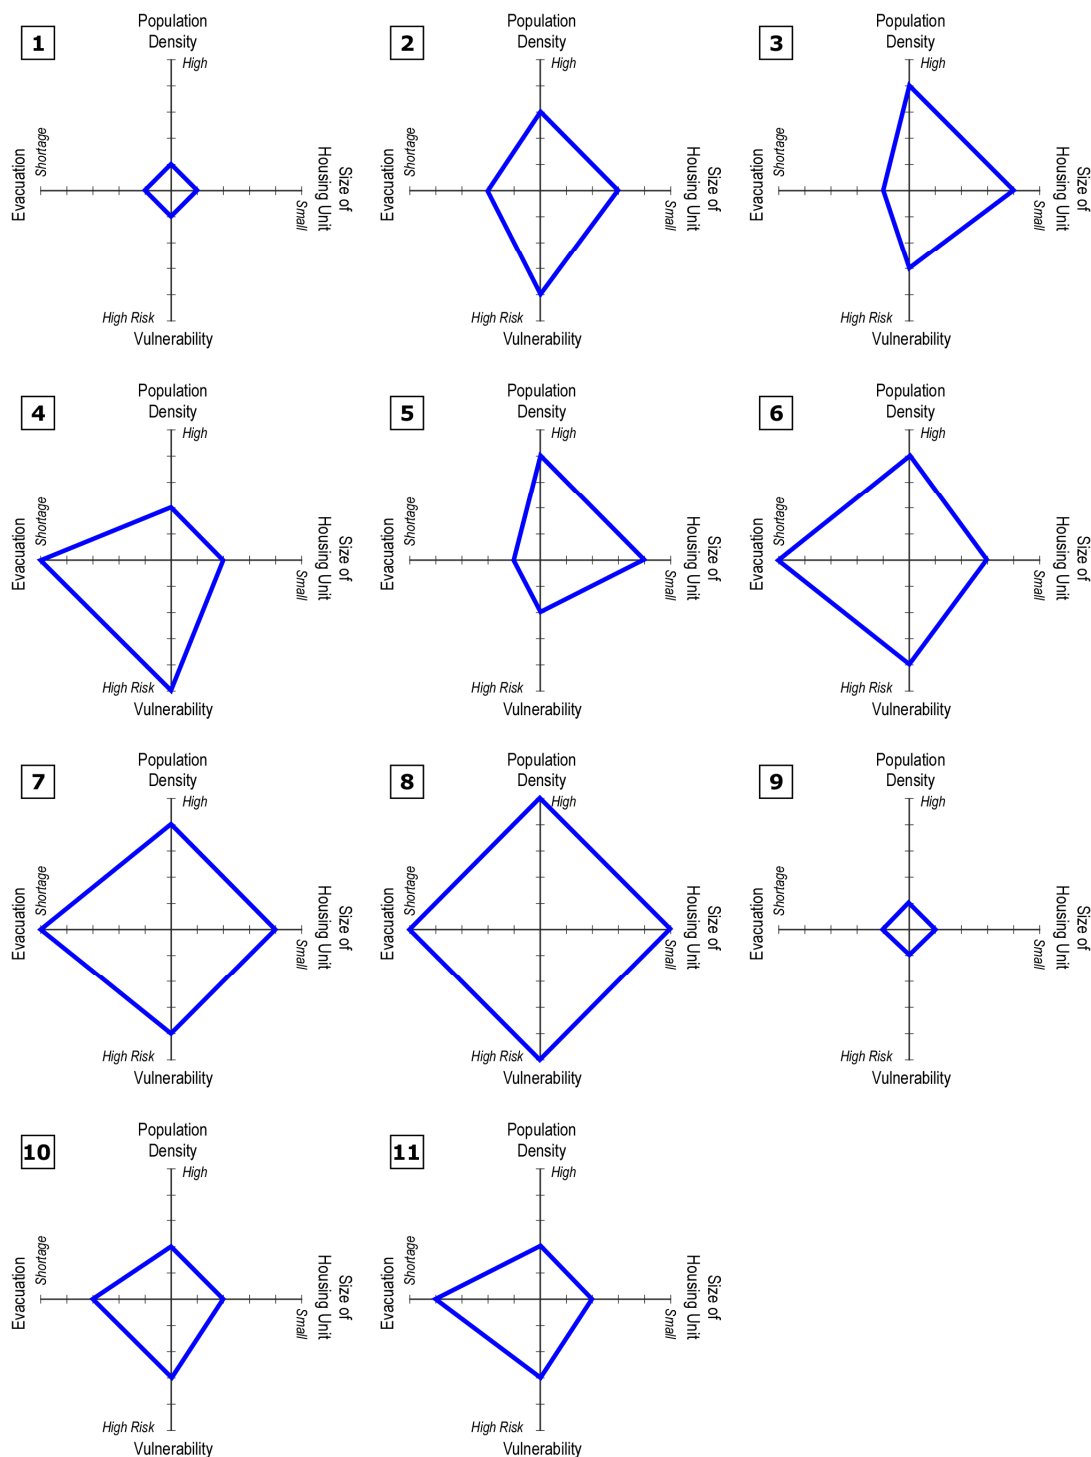 1
Population
Density
High
Evacuation
Shortage
Size of
Housing Unit
Small
High Risk
Vulnerability
2
Population
Density
High
Evacuation
Shortage
Size of
Housing Unit
Small
High Risk
Vulnerability
3
Population
Density
High
Evacuation
Shortage
Size of
Housing Unit
Small
High Risk
Vulnerability
4
Population
Density
High
Evacuation
Shortage
Size of
Housing Unit
Small
High Risk
Vulnerability
5
Population
Density
High
Evacuation
Shortage
Size of
Housing Unit
Small
High Risk
Vulnerability
6
Population
Density
High
Evacuation
Shortage
Size of
Housing Unit
Small
High Risk
Vulnerability
7
Population
Density
High
Evacuation
Shortage
Size of
Housing Unit
Small
High Risk
Vulnerability
8
Population
Density
High
Evacuation
Shortage
Size of
Housing Unit
Small
High Risk
Vulnerability
9
Population
Density
High
Evacuation
Shortage
Size of
Housing Unit
Small
High Risk
Vulnerability
10
Population
Density
High
Evacuation
Shortage
Size of
Housing Unit
Small
High Risk
Vulnerability
11
Population
Density
High
Evacuation
Shortage
Size of
Housing Unit
Small
High Risk
Vulnerability